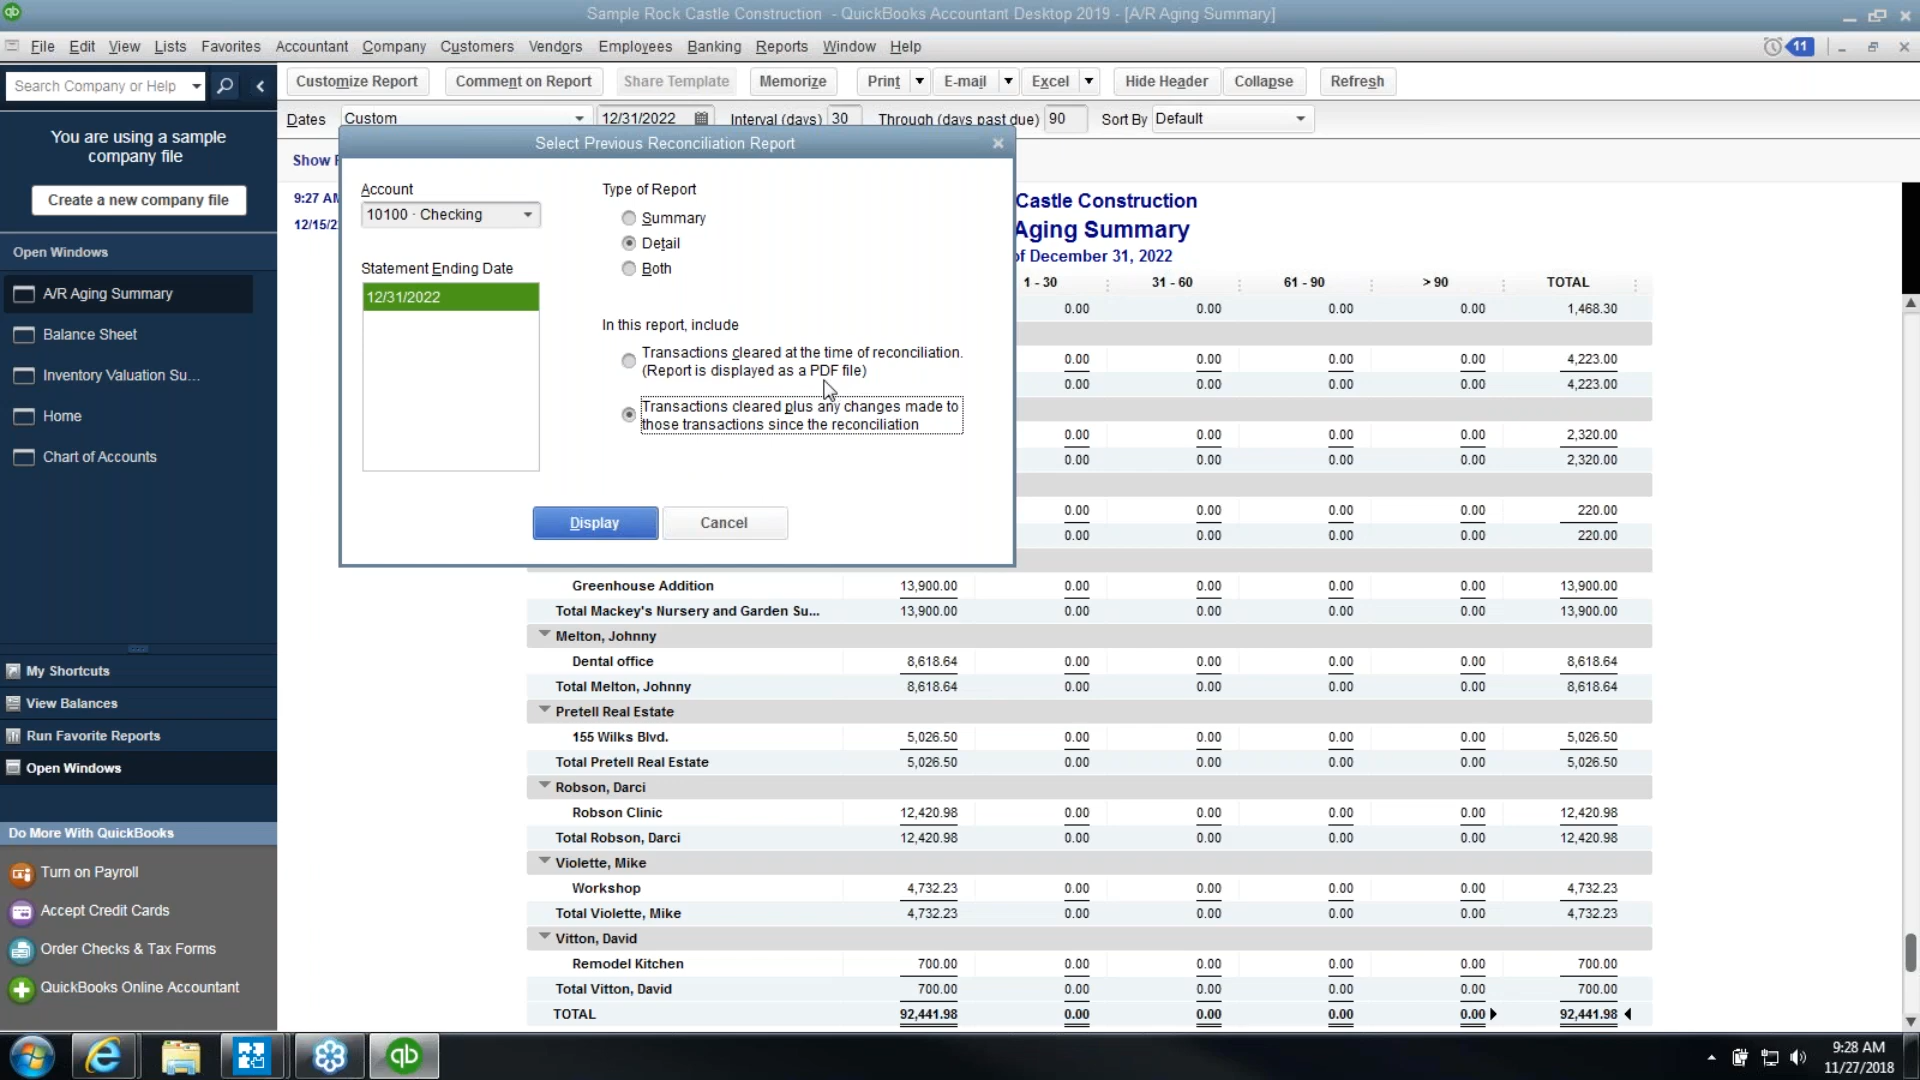 Sample Rock Castle Construction - QuickBooks Accountant Desktop 2019 - [A/R Aging Summary]
File Edit View Lists Favorites Accountant Company Customers Vendors Employees Banking Reports Window Help
11
Search Company or Help
Customize Report Comment on Report Share Template Memorize Print E-mail Excel Hide Header Collapse Refresh
Dates Custom 12/31/2022 Interval (days) 30 Through (days past due) 90 Sort By Default
You are using a sample
company file
Create a new company file
Open Windows
A/R Aging Summary
Balance Sheet
Inventory Valuation Su...
Home
Chart of Accounts
My Shortcuts
View Balances
Run Favorite Reports
Open Windows
Do More With QuickBooks
Turn on Payroll
Accept Credit Cards
Order Checks & Tax Forms
QuickBooks Online Accountant
Show
9:27 AM
12/15/2
Select Previous Reconciliation Report
Account
10100 · Checking
Statement Ending Date
12/31/2022
Type of Report
Summary
Detail
Both
In this report, include
Transactions cleared at the time of reconciliation.
(Report is displayed as a PDF file)
Transactions cleared plus any changes made to
those transactions since the reconciliation
Display Cancel
Castle Construction
Aging Summary
of December 31, 2022
1 - 30 31 - 60 61 - 90 > 90 TOTAL
0.00 0.00 0.00 0.00 1,468.30
0.00 0.00 0.00 0.00 4,223.00
0.00 0.00 0.00 0.00 4,223.00
0.00 0.00 0.00 0.00 2,320.00
0.00 0.00 0.00 0.00 2,320.00
0.00 0.00 0.00 0.00 220.00
0.00 0.00 0.00 0.00 220.00
Greenhouse Addition 13,900.00 0.00 0.00 0.00 0.00 13,900.00
Total Mackey's Nursery and Garden Su... 13,900.00 0.00 0.00 0.00 0.00 13,900.00
Melton, Johnny
Dental office 8,618.64 0.00 0.00 0.00 0.00 8,618.64
Total Melton, Johnny 8,618.64 0.00 0.00 0.00 0.00 8,618.64
Pretell Real Estate
155 Wilks Blvd. 5,026.50 0.00 0.00 0.00 0.00 5,026.50
Total Pretell Real Estate 5,026.50 0.00 0.00 0.00 0.00 5,026.50
Robson, Darci
Robson Clinic 12,420.98 0.00 0.00 0.00 0.00 12,420.98
Total Robson, Darci 12,420.98 0.00 0.00 0.00 0.00 12,420.98
Violette, Mike
Workshop 4,732.23 0.00 0.00 0.00 0.00 4,732.23
Total Violette, Mike 4,732.23 0.00 0.00 0.00 0.00 4,732.23
Vitton, David
Remodel Kitchen 700.00 0.00 0.00 0.00 0.00 700.00
Total Vitton, David 700.00 0.00 0.00 0.00 0.00 700.00
TOTAL 92,441.98 0.00 0.00 0.00 0.00 92,441.98
9:28 AM
11/27/2018